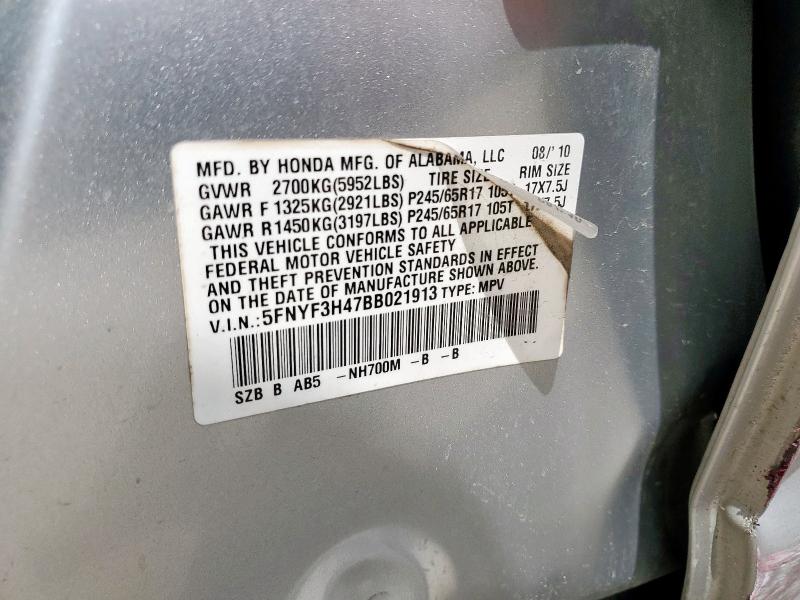 MFD. BY HONDA MFG. OF ALABAMA, LLC 08/'10
GVWR 2700KG(5952LBS) TIRE SIZE RIM SIZE
GAWR F 1325KG(2921LBS) P245/65R17 105T 17X7.5J
GAWR R 1450KG(3197LBS) P245/65R17 105T
THIS VEHICLE CONFORMS TO ALL APPLICABLE
FEDERAL MOTOR VEHICLE SAFETY
AND THEFT PREVENTION STANDARDS IN EFFECT
ON THE DATE OF MANUFACTURE SHOWN ABOVE.
V.I.N.:5FNYF3H47BB021913 TYPE: MPV
SZB B AB5 -NH700M -B -B